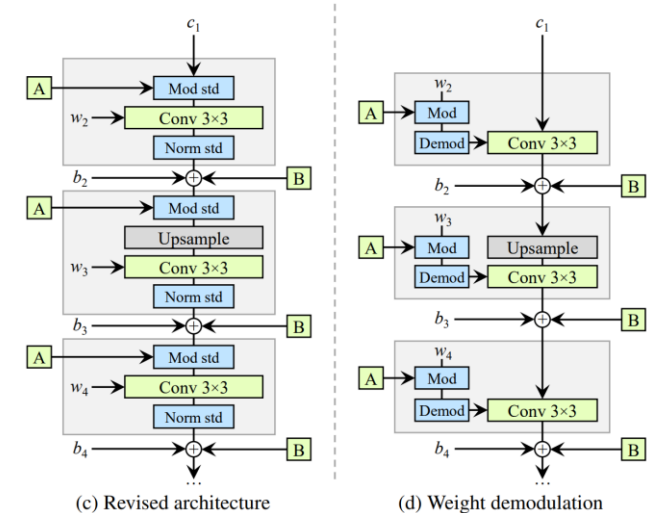 c₁
A
Mod std
w₂
Conv 3×3
Norm std
b₂
B
A
Mod std
Upsample
w₃
Conv 3×3
Norm std
b₃
B
A
Mod std
w₄
Conv 3×3
Norm std
b₄
B
...
(c) Revised architecture
c₁
w₂
A
Mod
Demod
Conv 3×3
b₂
B
w₃
A
Mod
Upsample
Demod
Conv 3×3
b₃
B
w₄
A
Mod
Demod
Conv 3×3
b₄
B
...
(d) Weight demodulation